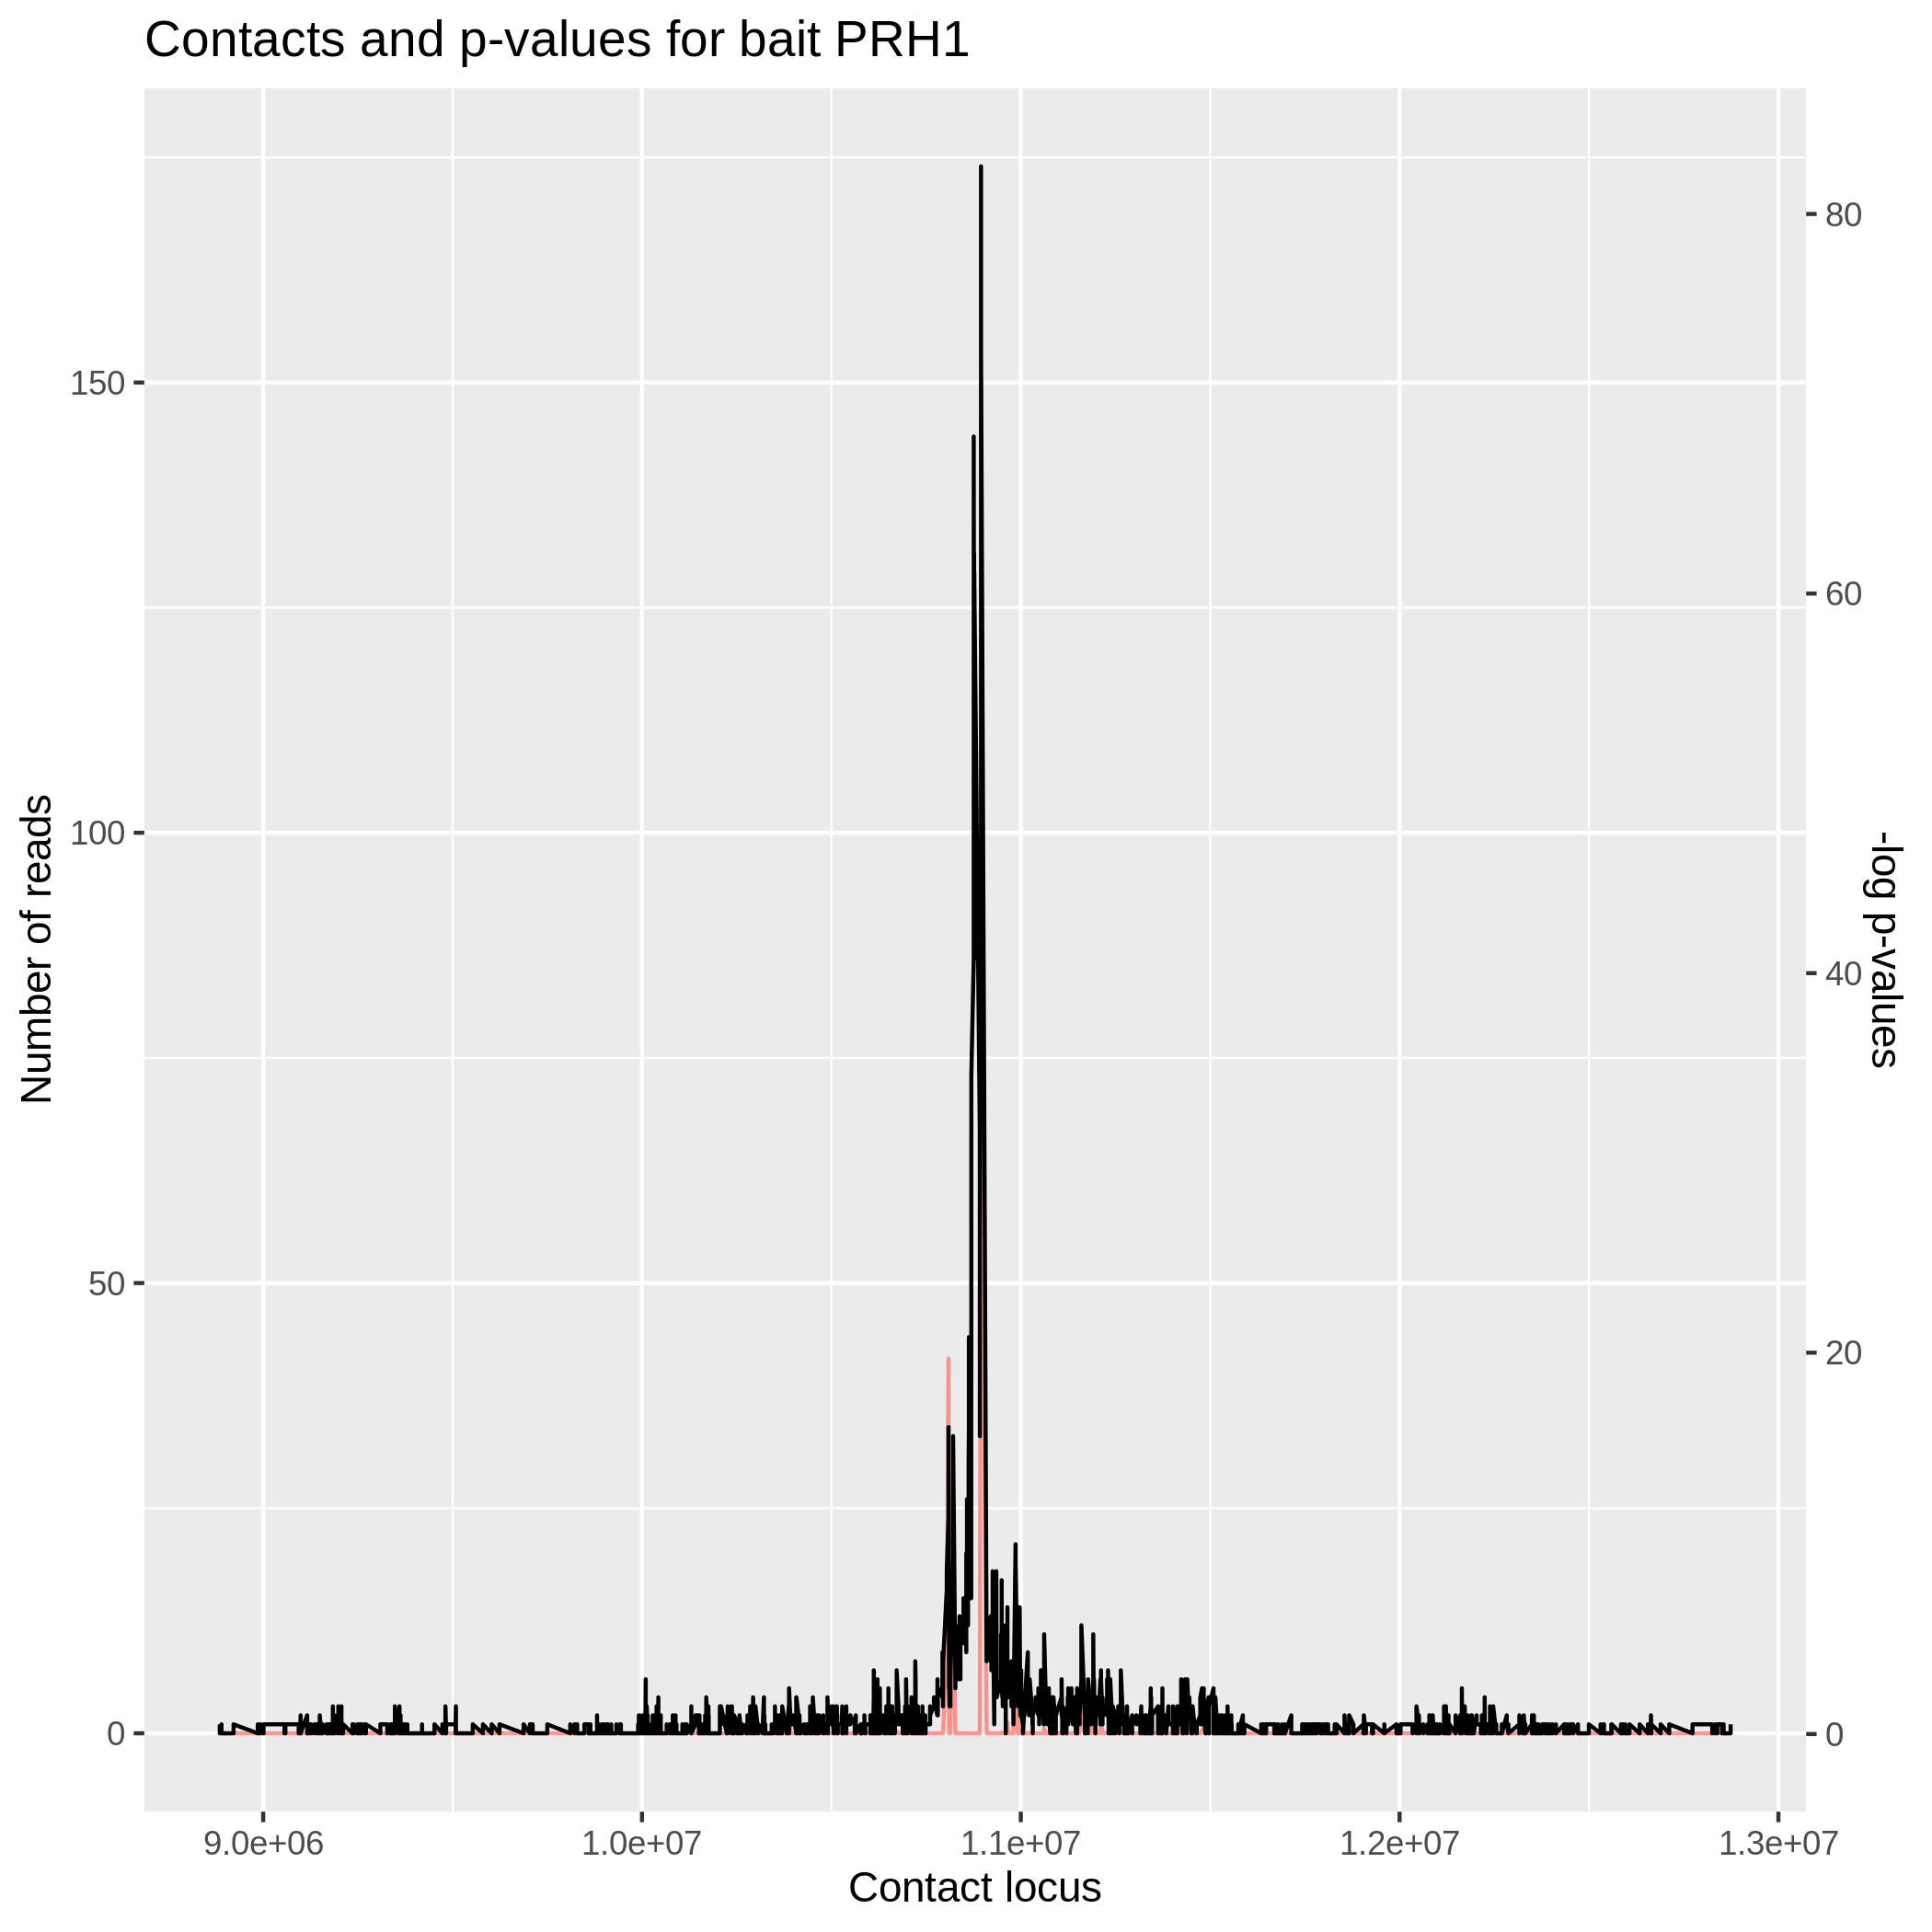 Contacts and p-values for bait PRH1
Number of reads
150
100
50
0
80
60
40
20
0
-log p-values
9.0e+06
1.0e+07
1.1e+07
1.2e+07
1.3e+07
Contact locus